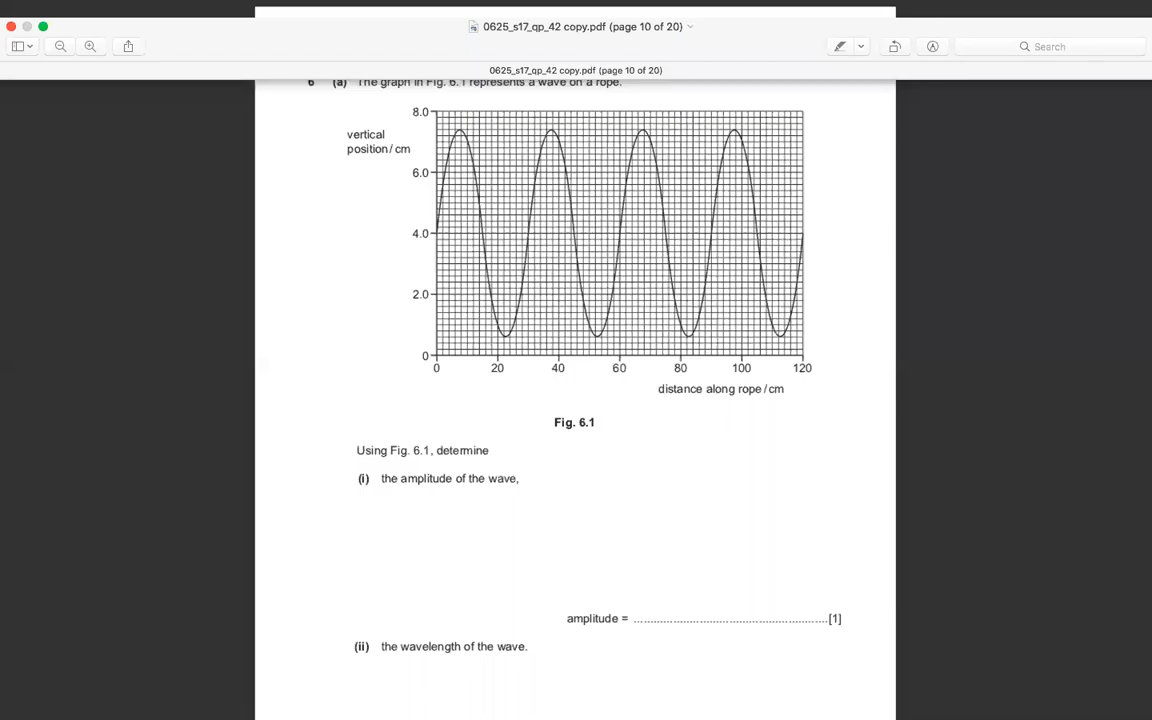 0625_s17_qp_42 copy.pdf (page 10 of 20)
Search
0625_s17_qp_42 copy.pdf (page 10 of 20)
6 (a) The graph in Fig. 6.1 represents a wave on a rope.
8.0
vertical
position / cm
6.0
4.0
2.0
0
0 20 40 60 80 100 120
distance along rope / cm
Fig. 6.1
Using Fig. 6.1, determine
(i) the amplitude of the wave,
amplitude = ..........................................................[1]
(ii) the wavelength of the wave.